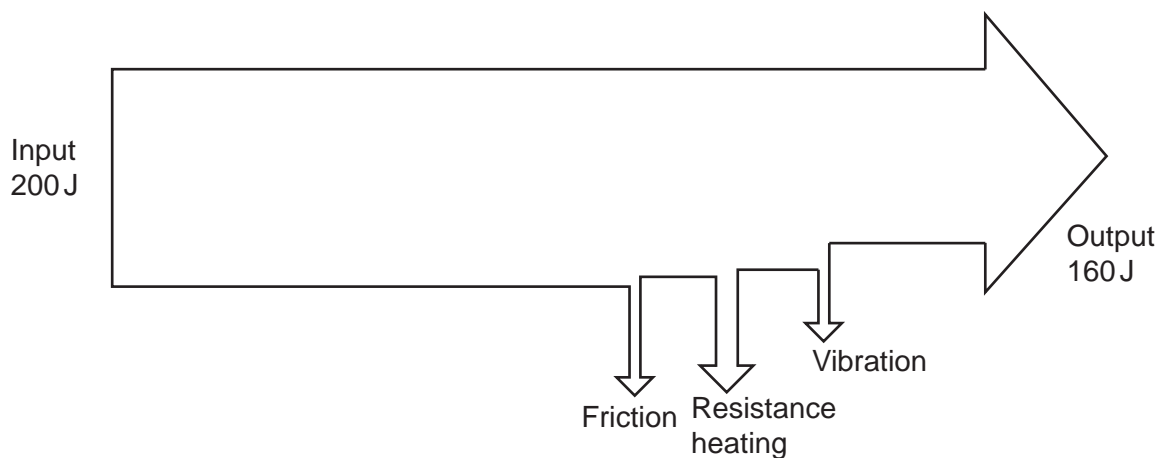 Input
200 J
Output
160 J
Vibration
Friction
Resistance
heating